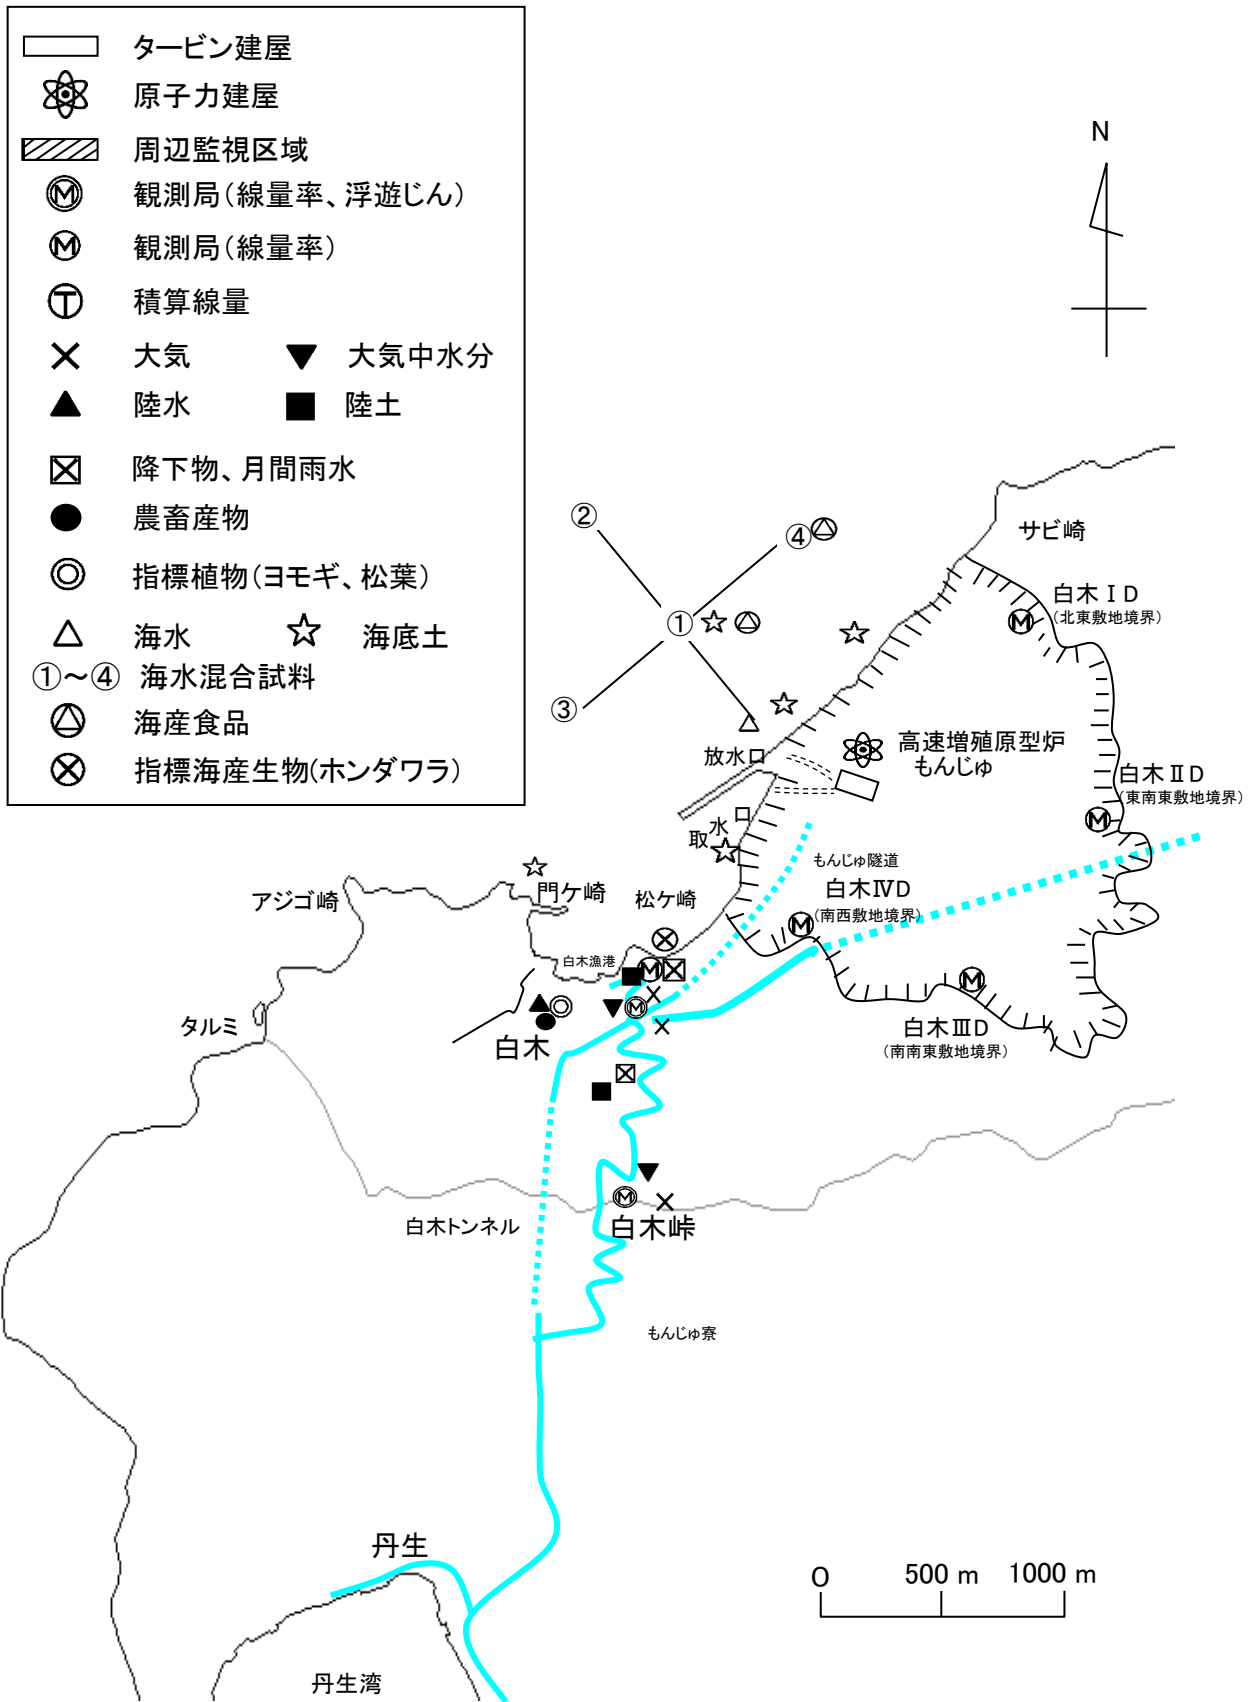 タービン建屋
原子力建屋
周辺監視区域
Ⓜ 観測局(線量率、浮遊じん)
Ⓜ 観測局(線量率)
Ⓣ 積算線量
大気
大気中水分
陸水
陸土
降下物、月間雨水
農畜産物
指標植物(ヨモギ、松葉)
海水
海底土
①～④ 海水混合試料
海産食品
指標海産生物(ホンダワラ)
N
サビ崎
②
④
①
③
白木ⅠD
(北東敷地境界)
M
高速増殖原型炉
もんじゅ
放水口
白木ⅡD
(東南東敷地境界)
M
取水口
もんじゅ隧道
白木ⅣD
(南西敷地境界)
M
アジゴ崎
門ケ崎
松ケ崎
白木漁港
M
M
M
タルミ
白木
白木ⅢD
(南南東敷地境界)
M
白木トンネル
白木峠
もんじゅ寮
丹生
丹生湾
0 500 m 1000 m